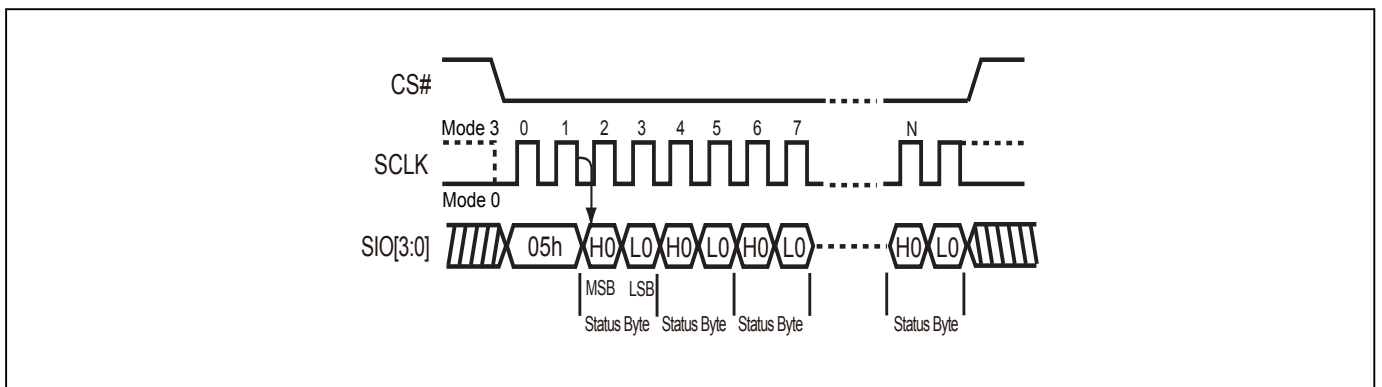 CS#
Mode 3 0 1 2 3 4 5 6 7 N
SCLK
Mode 0
SIO[3:0] 05h H0 L0 H0 L0 H0 L0 H0 L0
MSB LSB
Status Byte Status Byte Status Byte Status Byte